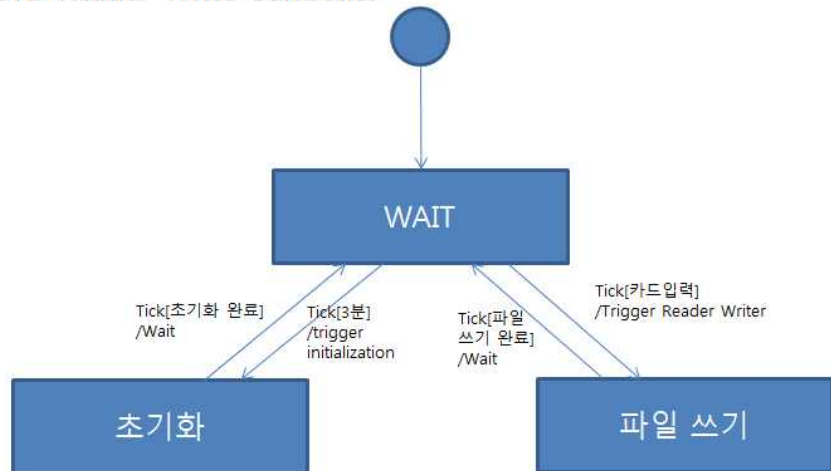 WAIT
Tick[초기화 완료]
/Wait
Tick[3분]
/trigger
initialization
Tick[파일
쓰기 완료]
/Wait
Tick[카드입력]
/Trigger Reader Writer
초기화
파일 쓰기